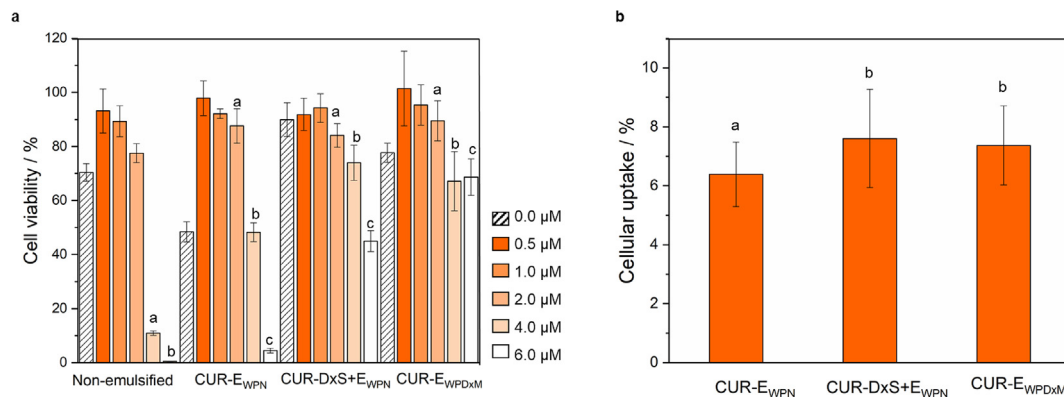 a
Cell viability / %
120
100
80
60
40
20
0
a
b
a
b
c
a
b
c
a
b
c
Non-emulsified
CUR-EWPN
CUR-DxS+EWPN
CUR-EWPDxM
0.0 µM
0.5 µM
1.0 µM
2.0 µM
4.0 µM
6.0 µM
b
Cellular uptake / %
10
8
6
4
2
0
a
b
b
CUR-EWPN
CUR-DxS+EWPN
CUR-EWPDxM